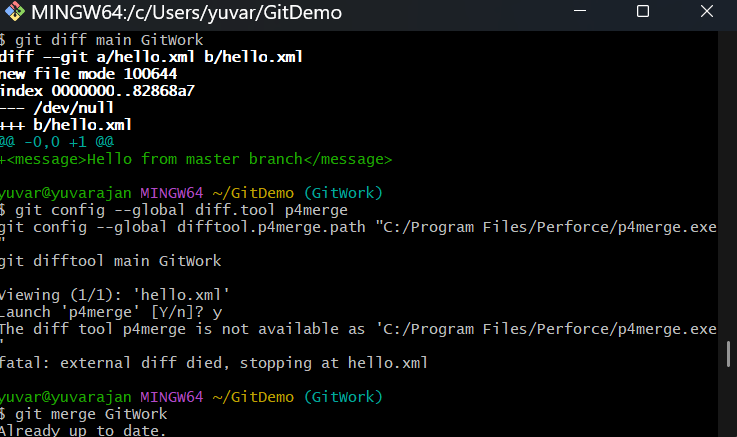 MINGW64:/c/Users/yuvar/GitDemo
$ git diff main GitWork
diff --git a/hello.xml b/hello.xml
new file mode 100644
index 0000000..82868a7
--- /dev/null
+++ b/hello.xml
@@ -0,0 +1 @@
+<message>Hello from master branch</message>
yuvar@yuvarajan MINGW64 ~/GitDemo (GitWork)
$ git config --global diff.tool p4merge
git config --global difftool.p4merge.path "C:/Program Files/Perforce/p4merge.exe
"
git difftool main GitWork
Viewing (1/1): 'hello.xml'
Launch 'p4merge' [Y/n]? y
The diff tool p4merge is not available as 'C:/Program Files/Perforce/p4merge.exe
'
fatal: external diff died, stopping at hello.xml
yuvar@yuvarajan MINGW64 ~/GitDemo (GitWork)
$ git merge GitWork
Already up to date.